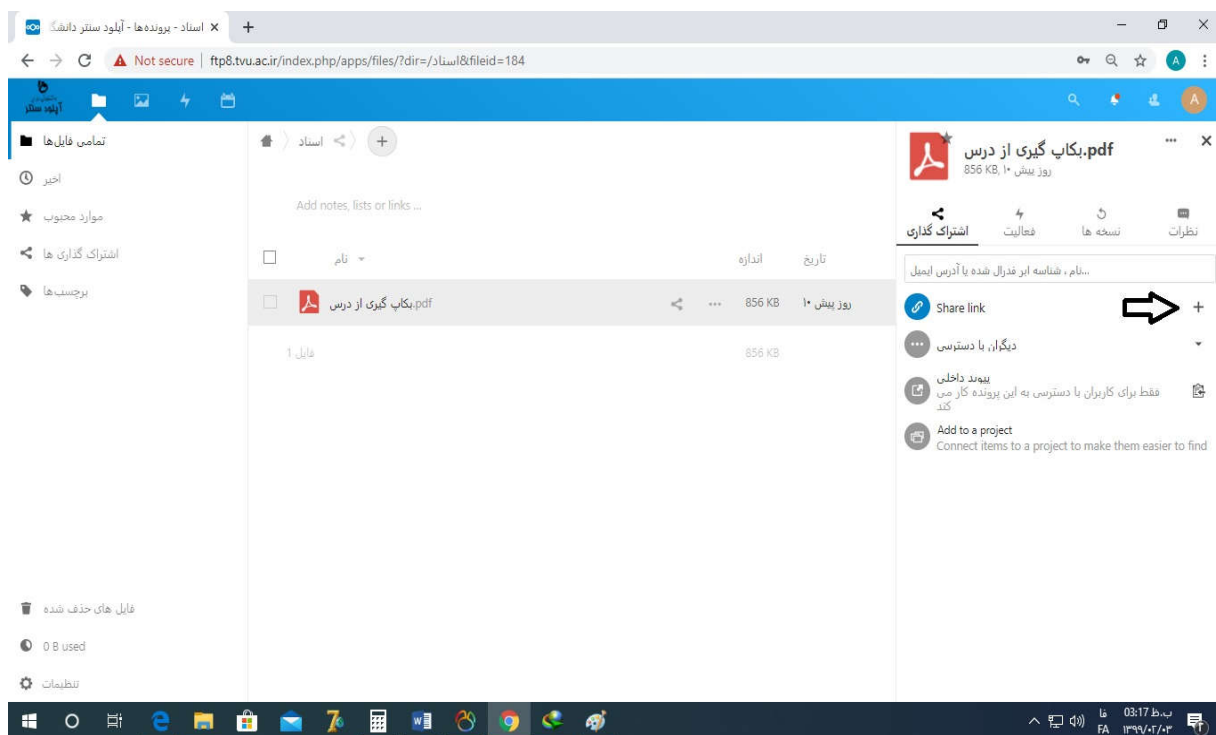 اسناد - پرونده‌ها - آپلود سنتر دانشگ
Not secure | ftp8.tvu.ac.ir/index.php/apps/files/?dir=/اسناد&fileid=184
A
آپلود سنتر
A
تمامی فایل‌ها
اخیر
موارد محبوب
اشتراک گذاری ها
برچسب‌ها
اسناد
Add notes, lists or links ...
نام
اندازه
تاریخ
بکاپ گیری از درس.pdf
856 KB
۱۰ روز پیش
1 فایل
856 KB
بکاپ گیری از درس.pdf
856 KB, ۱۰ روز پیش
اشتراک گذاری
فعالیت
نسخه ها
نظرات
نام ، شناسه ابر فدرال شده یا آدرس ایمیل...
Share link
دیگران با دسترسی
پیوند داخلی
فقط برای کاربران با دسترسی به این پرونده کار می
کند
Add to a project
Connect items to a project to make them easier to find
فایل های حذف شده
0 B used
تنظیمات
فا
FA
03:17 ب.ظ
۱۳۹۹/۰۲/۰۳